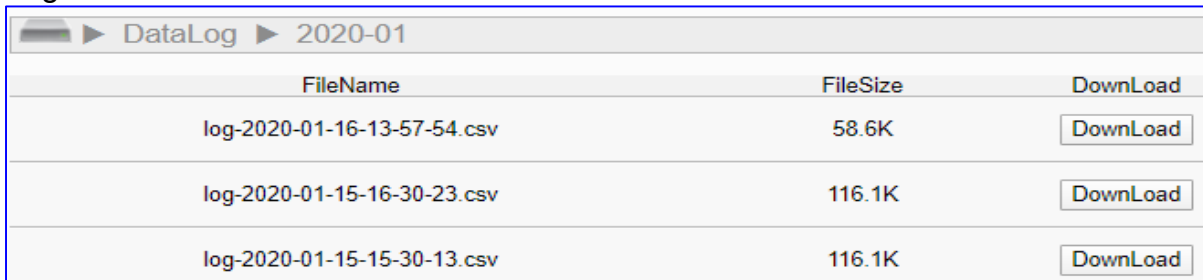 DataLog ▶ 2020-01
FileName FileSize DownLoad
log-2020-01-16-13-57-54.csv 58.6K DownLoad
log-2020-01-15-16-30-23.csv 116.1K DownLoad
log-2020-01-15-15-30-13.csv 116.1K DownLoad